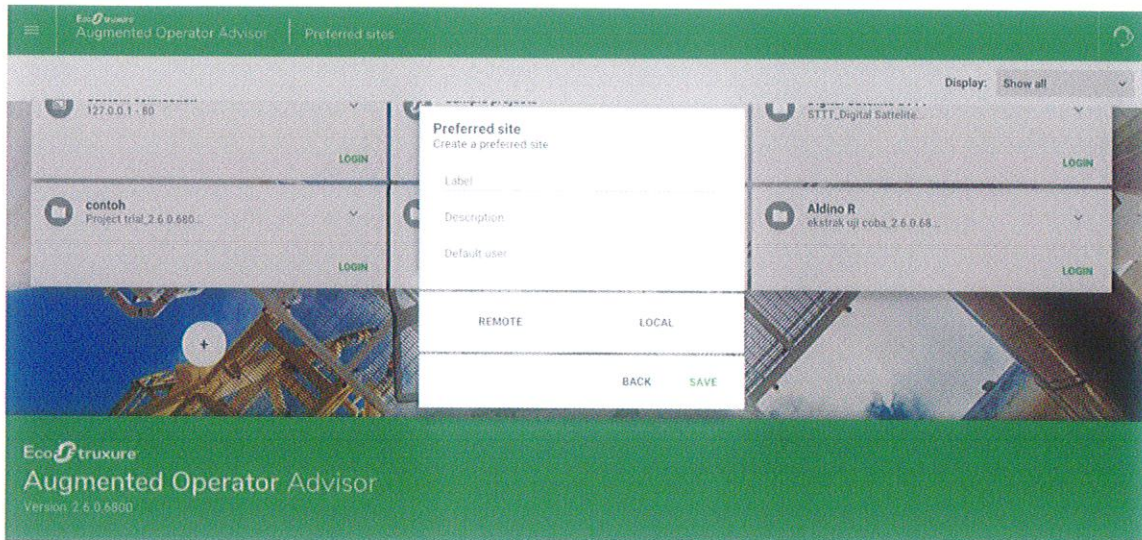 EcoStruxure
Augmented Operator Advisor
Preferred sites
Display: Show all
127.0.0.1 - 80
LOGIN
Sample projects
STTT_Digital Sattelite...
LOGIN
contoh
Project trial_2.6.0.680...
LOGIN
Aldino R
ekstrak uji coba_2.6.0.68...
LOGIN
Preferred site
Create a preferred site
Label
Description
Default user
REMOTE
LOCAL
BACK
SAVE
+
EcoStruxure
Augmented Operator Advisor
Version 2.6.0.6800